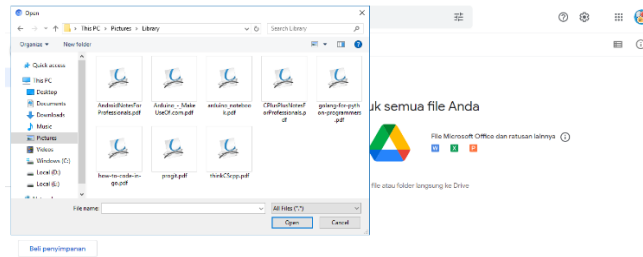 Open
This PC > Pictures > Library
Search Library
Organize
New folder
Quick access
This PC
Desktop
Documents
Downloads
Music
Pictures
Videos
Windows (C:)
Local (D:)
Local (E:)
AndroidNotesFor
Professionals.pdf
Arduino_-_Make
UseOf.com.pdf
arduino_noteboo
k.pdf
CPlusPlusNotesF
orProfessionals.p
df
golang-for-pyth
on-programmers
.pdf
how-to-code-in-
go.pdf
progit.pdf
thinkCScpp.pdf
File name:
All Files (*.*)
Open
Cancel
uk semua file Anda
File Microsoft Office dan ratusan lainnya
W X P
file atau folder langsung ke Drive
Beli penyimpanan